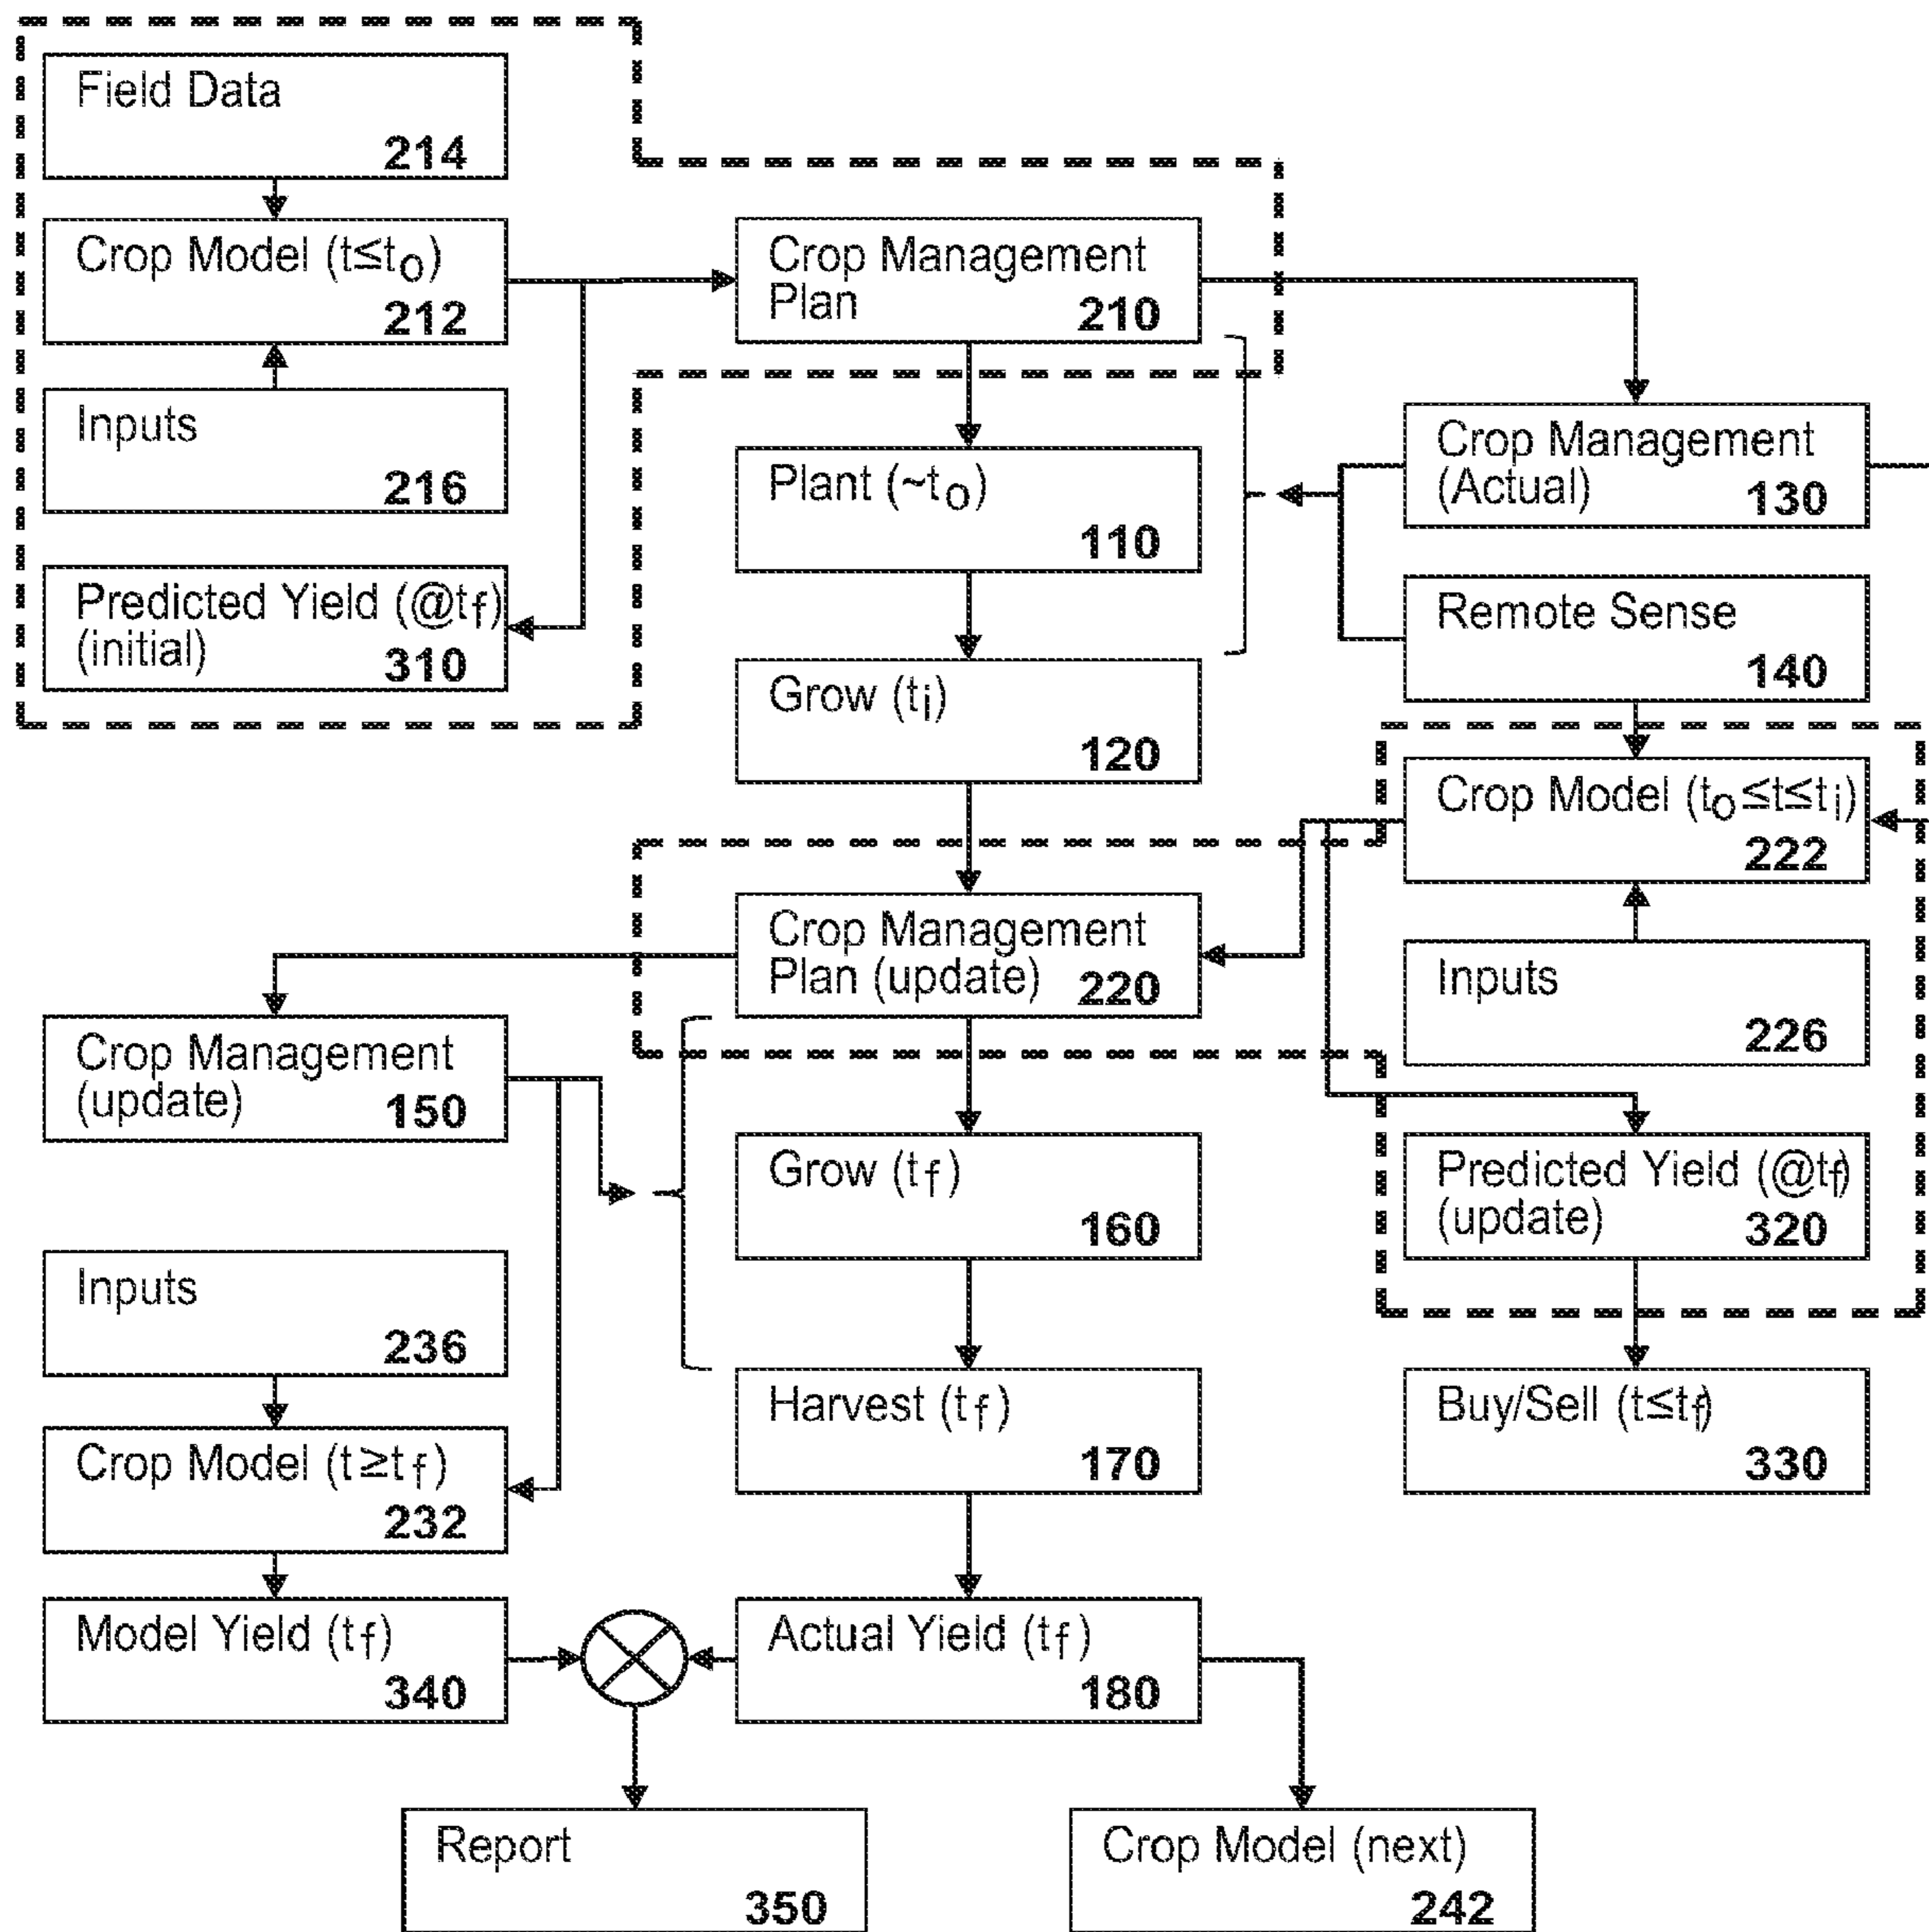 Field Data
214
Crop Model (t≤to)
212
Crop Management
Plan
210
Inputs
216
Crop Management
(Actual)
130
Plant (~to)
110
Predicted Yield (@tf)
(initial)
310
Remote Sense
140
Grow (ti)
120
Crop Model (to≤t≤ti)
222
Crop Management
Plan (update)
220
Inputs
226
Crop Management
(update)
150
Grow (tf)
160
Predicted Yield (@tf)
(update)
320
Inputs
236
Harvest (tf)
170
Buy/Sell (t≤tf)
330
Crop Model (t≥tf)
232
Model Yield (tf)
340
Actual Yield (tf)
180
Report
350
Crop Model (next)
242